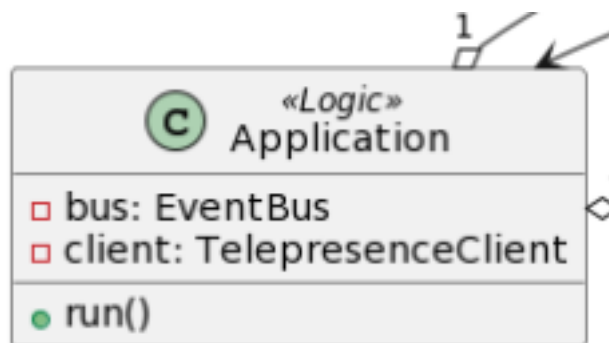 1
C
«Logic»
Application
bus: EventBus
client: TelepresenceClient
run()